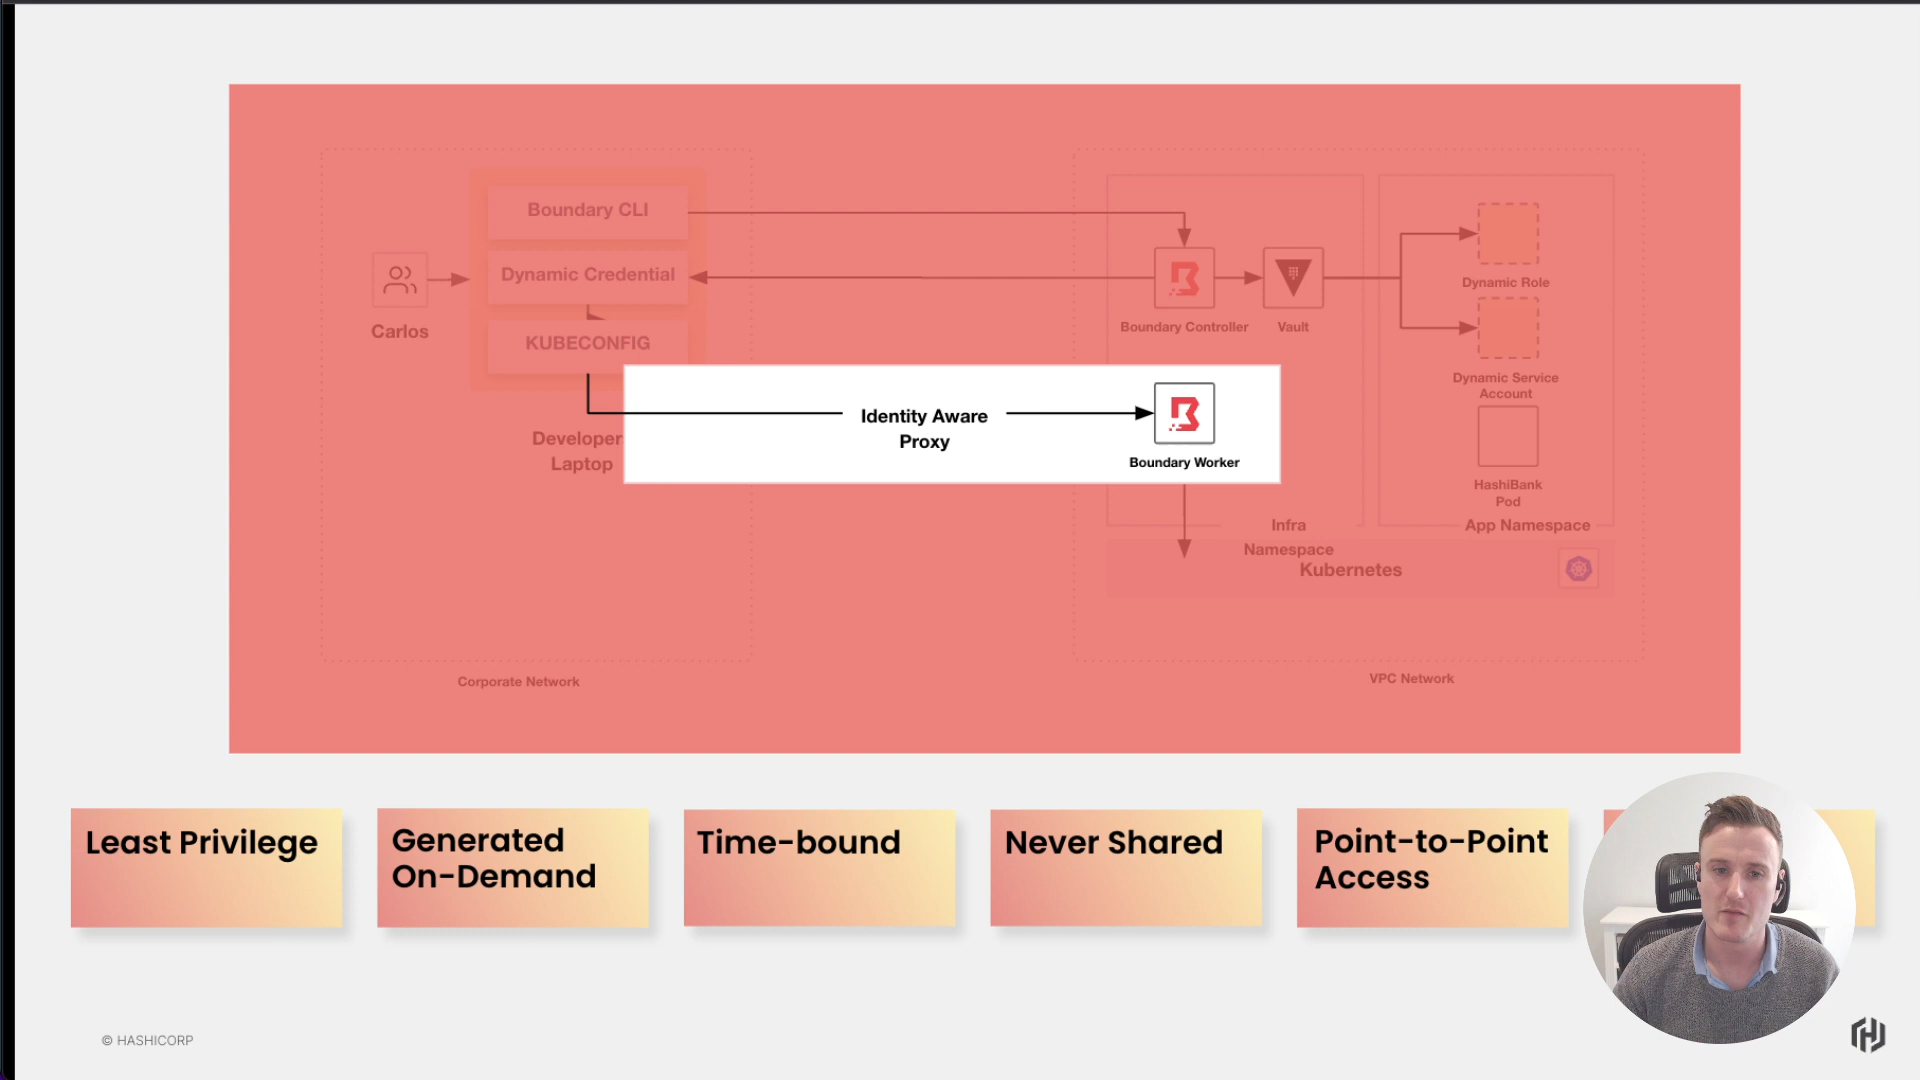 Boundary CLI
Dynamic Credential
KUBECONFIG
Carlos
Developer
Laptop
Identity Aware
Proxy
Boundary Controller
Vault
Boundary Worker
Dynamic Role
Dynamic Service
Account
HashiBank
Pod
App Namespace
Infra
Namespace
Kubernetes
Corporate Network
VPC Network
Least Privilege
Generated
On-Demand
Time-bound
Never Shared
Point-to-Point
Access
© HASHICORP